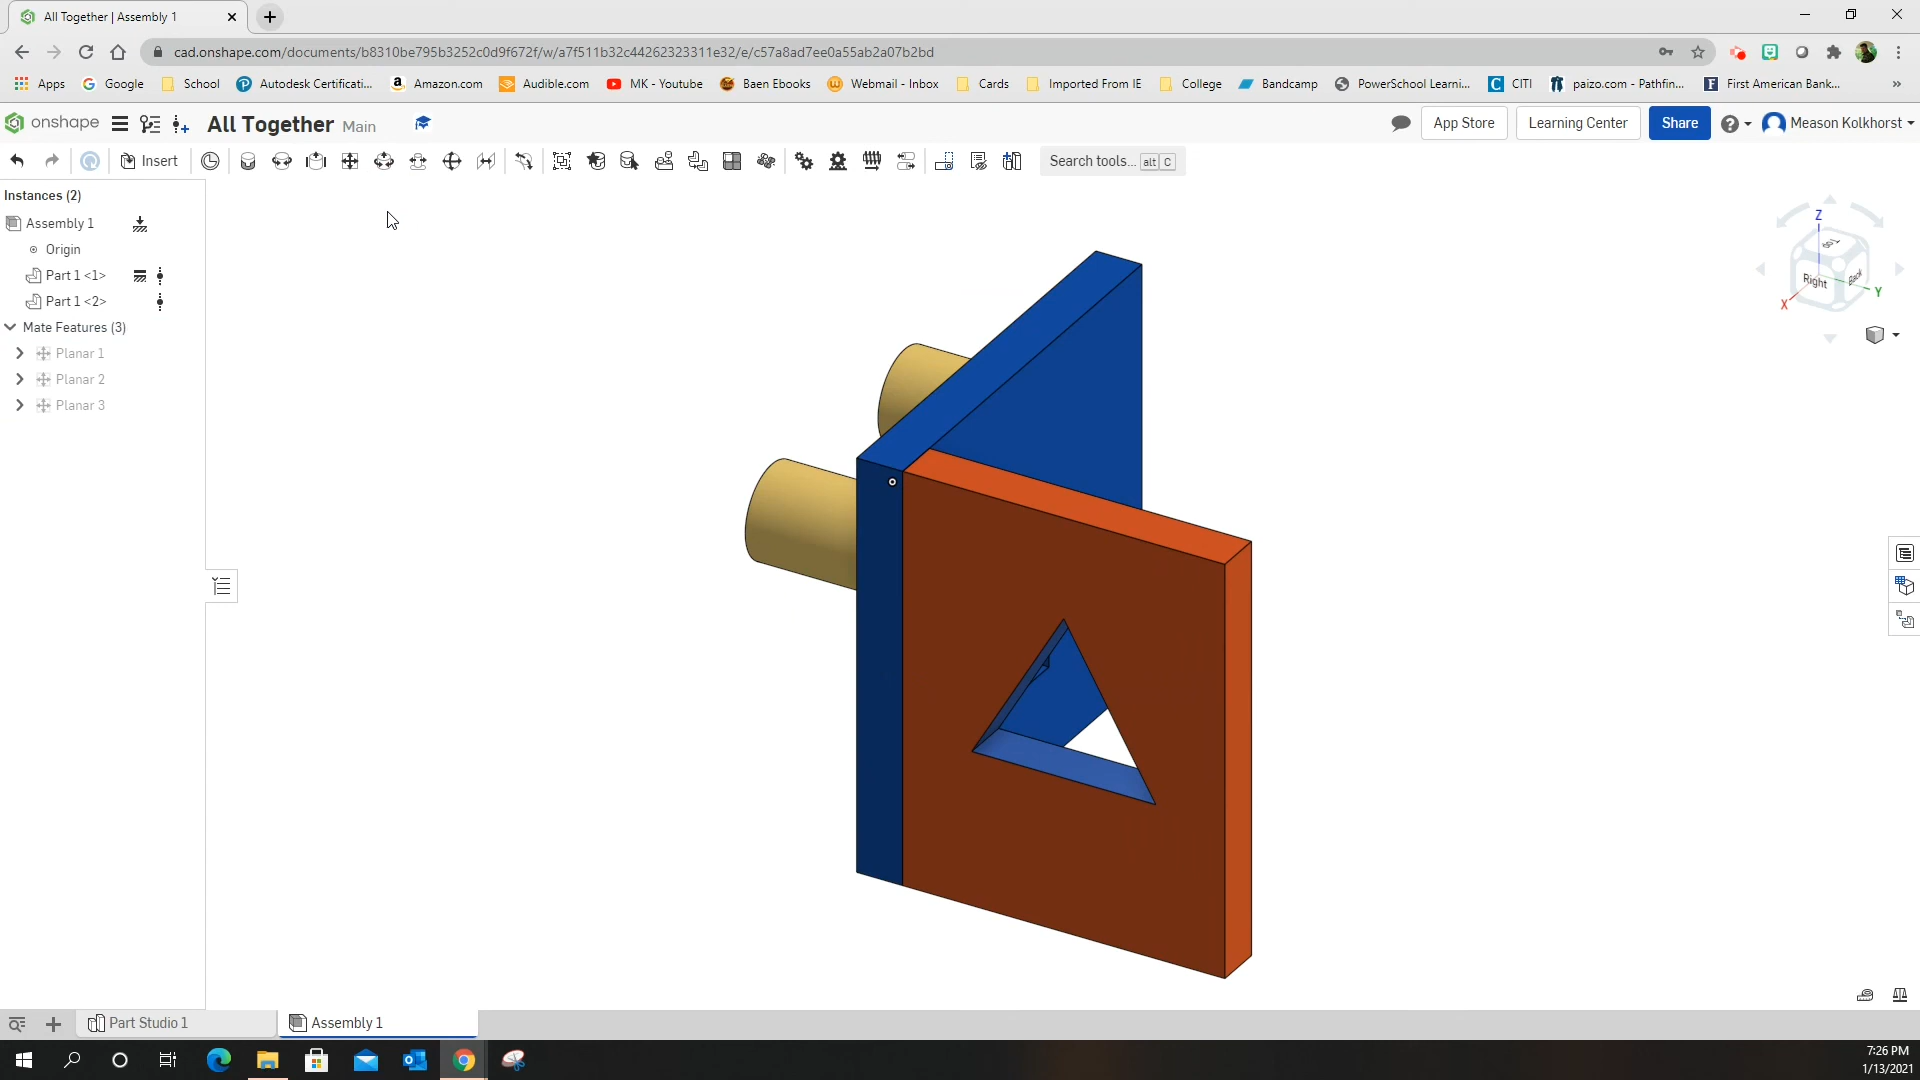 All Together | Assembly 1
cad.onshape.com/documents/b8310be795b3252c0d9f672f/w/a7f511b32c44262323311e32/e/c57a8ad7ee0a55ab2a07b2bd
Apps Google School Autodesk Certificati... Amazon.com Audible.com MK - Youtube Baen Ebooks Webmail - Inbox Cards Imported From IE College Bandcamp PowerSchool Learni... CITI paizo.com - Pathfin... First American Bank... »
onshape All Together Main App Store Learning Center Share Meason Kolkhorst
Insert Search tools... alt C
Instances (2)
Assembly 1
Origin
Part 1 <1>
Part 1 <2>
Mate Features (3)
Planar 1
Planar 2
Planar 3
Z
Top
Right Back
X Y
Part Studio 1 Assembly 1
7:26 PM
1/13/2021